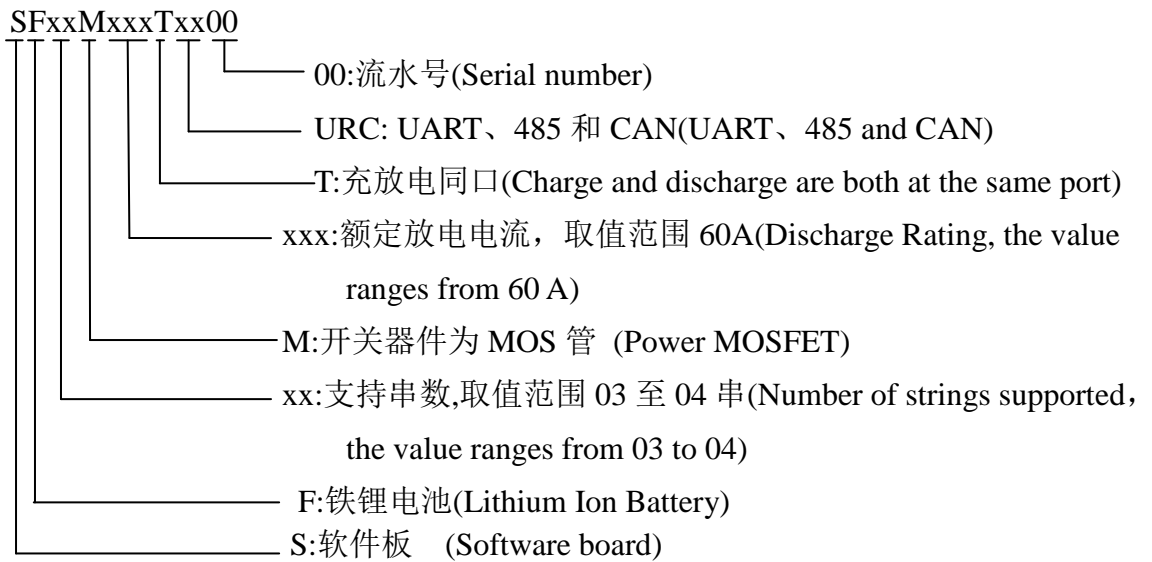 SFxxMxxxTxx00
00:流水号(Serial number)
URC: UART、485 和 CAN(UART、485 and CAN)
T:充放电同口(Charge and discharge are both at the same port)
xxx:额定放电电流，取值范围 60A(Discharge Rating, the value
ranges from 60 A)
M:开关器件为 MOS 管 (Power MOSFET)
xx:支持串数,取值范围 03 至 04 串(Number of strings supported，
the value ranges from 03 to 04)
F:铁锂电池(Lithium Ion Battery)
S:软件板 (Software board)